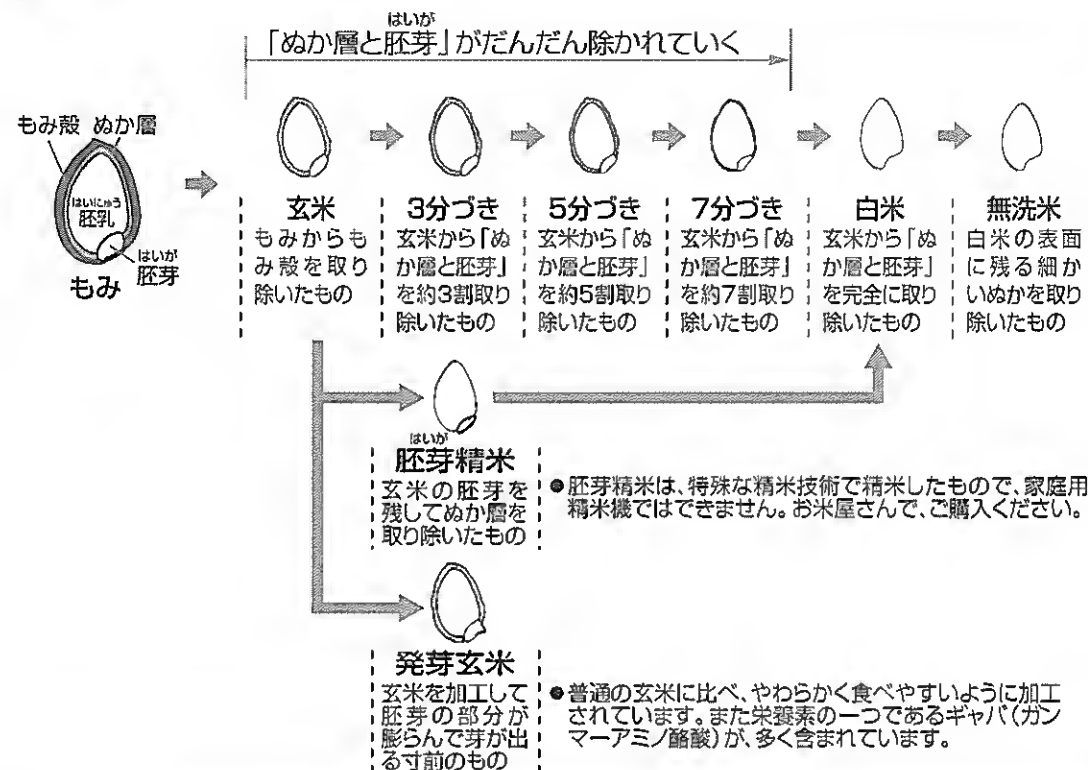 「ぬか層と胚芽」がだんだん除かれていく
はいが
もみ殻 ぬか層
はいにゅう
胚乳
はいが
胚芽
もみ
玄米
もみからも
み殻を取り
除いたもの
3分づき
玄米から「ぬ
か層と胚芽」
を約3割取り
除いたもの
5分づき
玄米から「ぬ
か層と胚芽」
を約5割取り
除いたもの
7分づき
玄米から「ぬ
か層と胚芽」
を約7割取り
除いたもの
白米
玄米から「ぬ
か層と胚芽」
を完全に取り
除いたもの
無洗米
白米の表面
に残る細か
いぬかを取り
除いたもの
はいが
胚芽精米
玄米の胚芽を
残してぬか層を
取り除いたもの
●胚芽精米は、特殊な精米技術で精米したもので、家庭用
精米機ではできません。お米屋さんで、ご購入ください。
発芽玄米
玄米を加工して
胚芽の部分が
膨らんで芽が出
る寸前のもの
●普通の玄米に比べ、やわらかく食べやすいように加工
されています。また栄養素の一つであるギャバ(ガン
マーアミノ酪酸)が、多く含まれています。